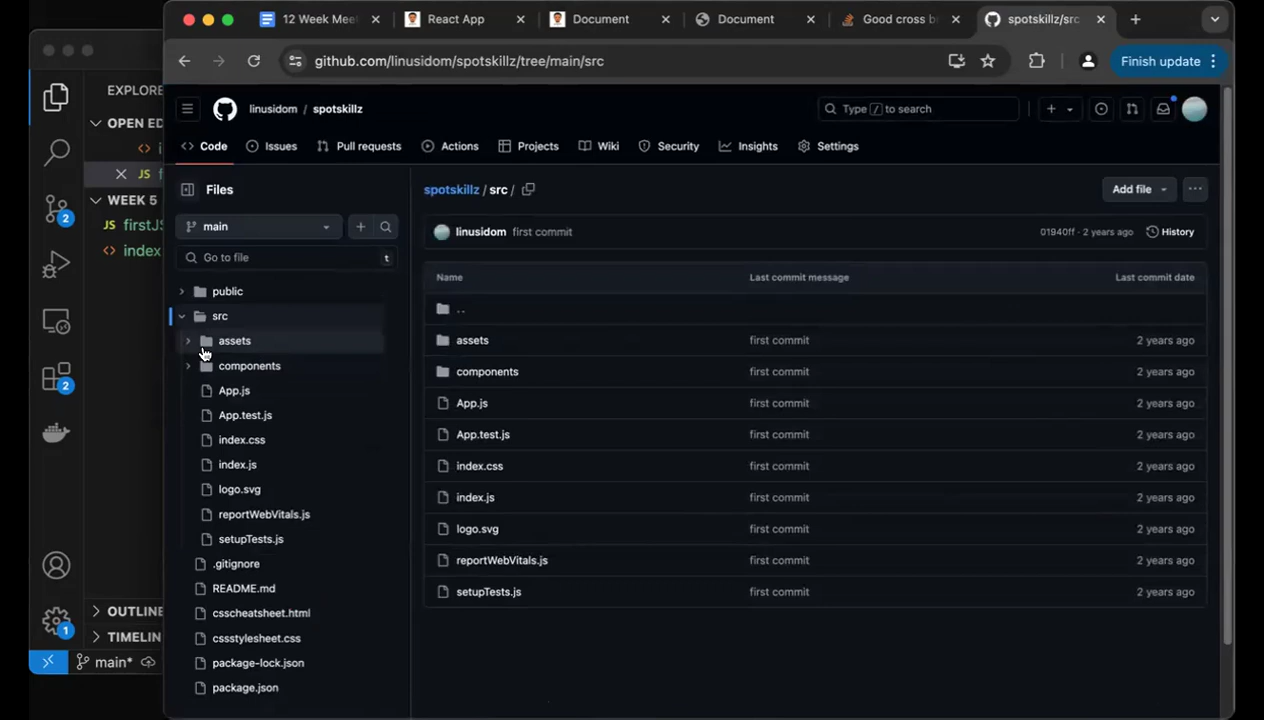 12 Week Mee
React App
Document
Document
Good cross b
spotskillz/src
github.com/linusidom/spotskillz/tree/main/src
Finish update
EXPLORE
OPEN ED
i
JS f
WEEK 5
JS firstJS
<> index
OUTLIN
TIMELIN
main*
2
2
1
linusidom / spotskillz
Type / to search
Code
Issues
Pull requests
Actions
Projects
Wiki
Security
Insights
Settings
Files
main
Go to file
t
public
src
assets
components
App.js
App.test.js
index.css
index.js
logo.svg
reportWebVitals.js
setupTests.js
.gitignore
README.md
csscheatsheet.html
cssstylesheet.css
package-lock.json
package.json
spotskillz / src /
Add file
linusidom first commit
01940ff · 2 years ago
History
Name Last commit message Last commit date
..
assets first commit 2 years ago
components first commit 2 years ago
App.js first commit 2 years ago
App.test.js first commit 2 years ago
index.css first commit 2 years ago
index.js first commit 2 years ago
logo.svg first commit 2 years ago
reportWebVitals.js first commit 2 years ago
setupTests.js first commit 2 years ago